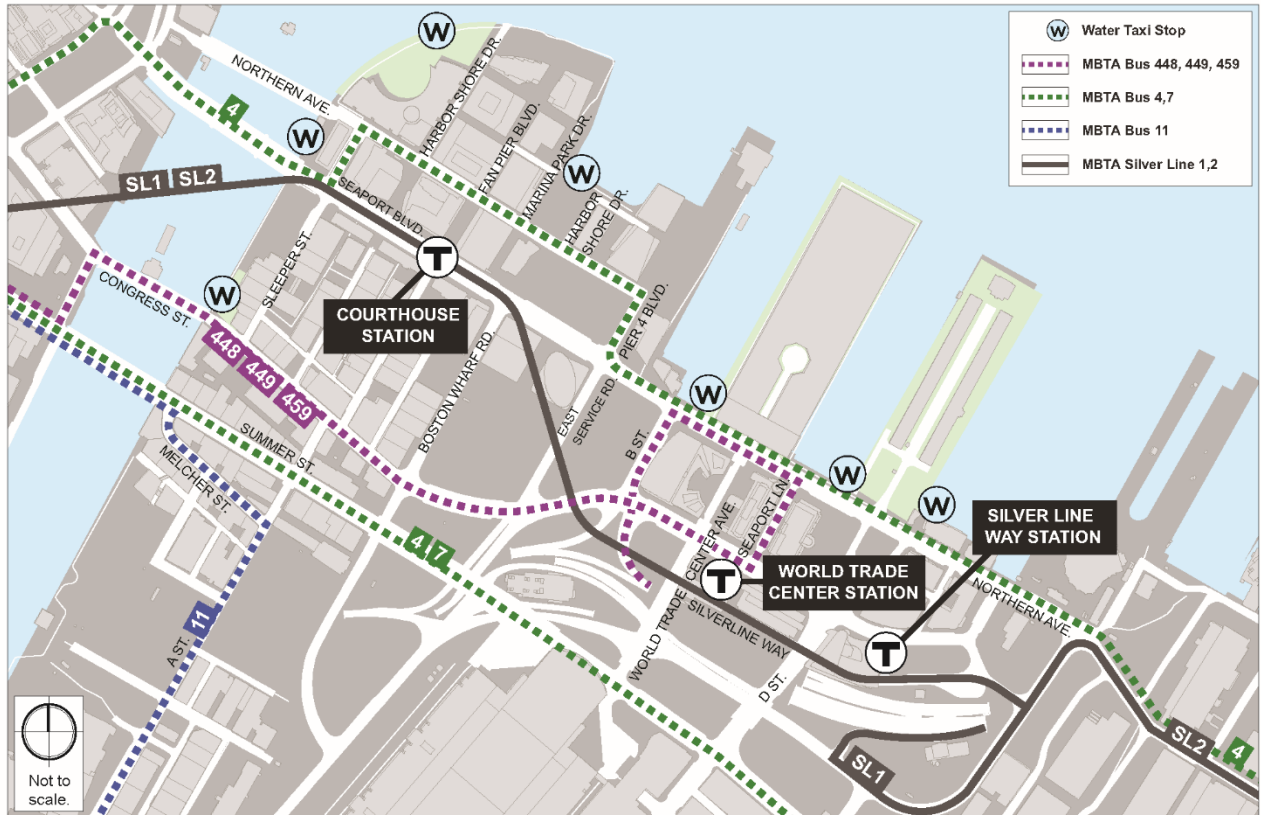 W
Water Taxi Stop
MBTA Bus 448, 449, 459
MBTA Bus 4,7
MBTA Bus 11
MBTA Silver Line 1,2
W
NORTHERN AVE.
HARBOR SHORE DR.
4
W
FAN PIER BLVD.
MARINA PARK DR.
W
HARBOR
SHORE DR.
SL1 SL2
SEAPORT BLVD.
T
COURTHOUSE
STATION
SLEEPER ST.
W
CONGRESS ST.
448 449 459
PIER 4 BLVD.
BOSTON WHARF RD.
EAST
SERVICE RD.
B ST.
W
SUMMER ST.
MELCHER ST.
W
W
SEAPORT LN.
WORLD TRADE CENTER AVE.
SILVER LINE
WAY STATION
4 7
T
WORLD TRADE
CENTER STATION
NORTHERN AVE.
SILVERLINE WAY
T
11
A ST.
D ST.
SL1
SL2
4
Not to
scale.